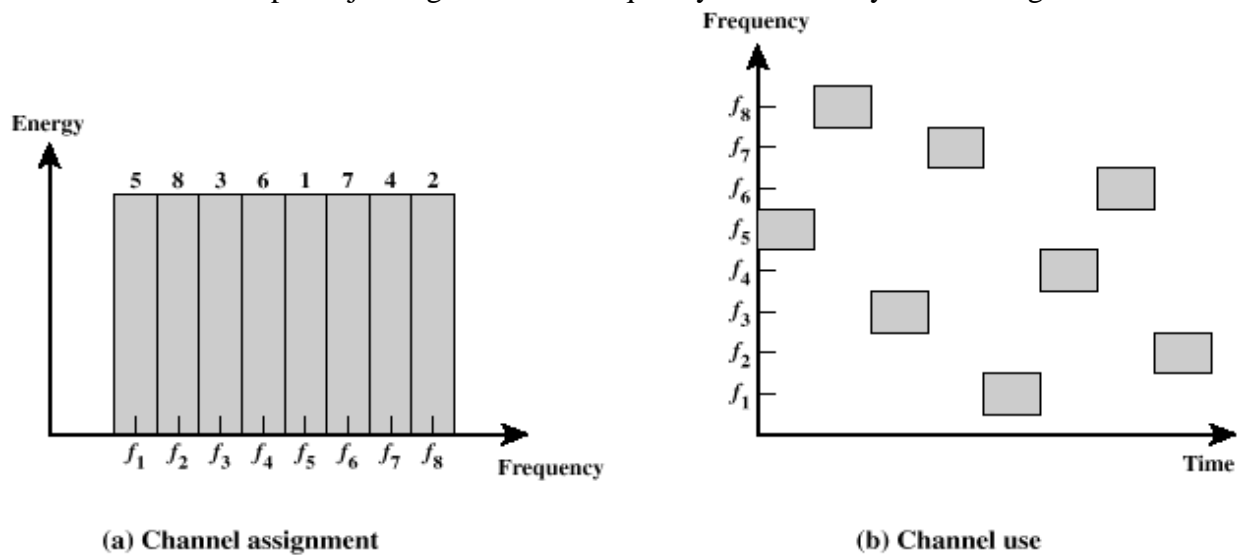 Frequency
Energy
5 8 3 6 1 7 4 2
f1 f2 f3 f4 f5 f6 f7 f8
Frequency
(a) Channel assignment
f8
f7
f6
f5
f4
f3
f2
f1
Time
(b) Channel use